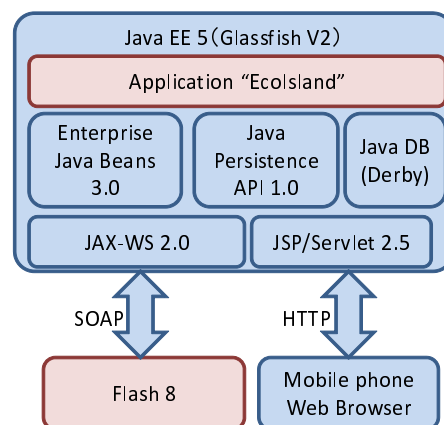 Java EE 5（Glassfish V2）
Application “EcoIsland”
Enterprise
Java Beans
3.0
Java
Persistence
API 1.0
Java DB
(Derby)
JAX-WS 2.0
JSP/Servlet 2.5
SOAP
HTTP
Flash 8
Mobile phone
Web Browser